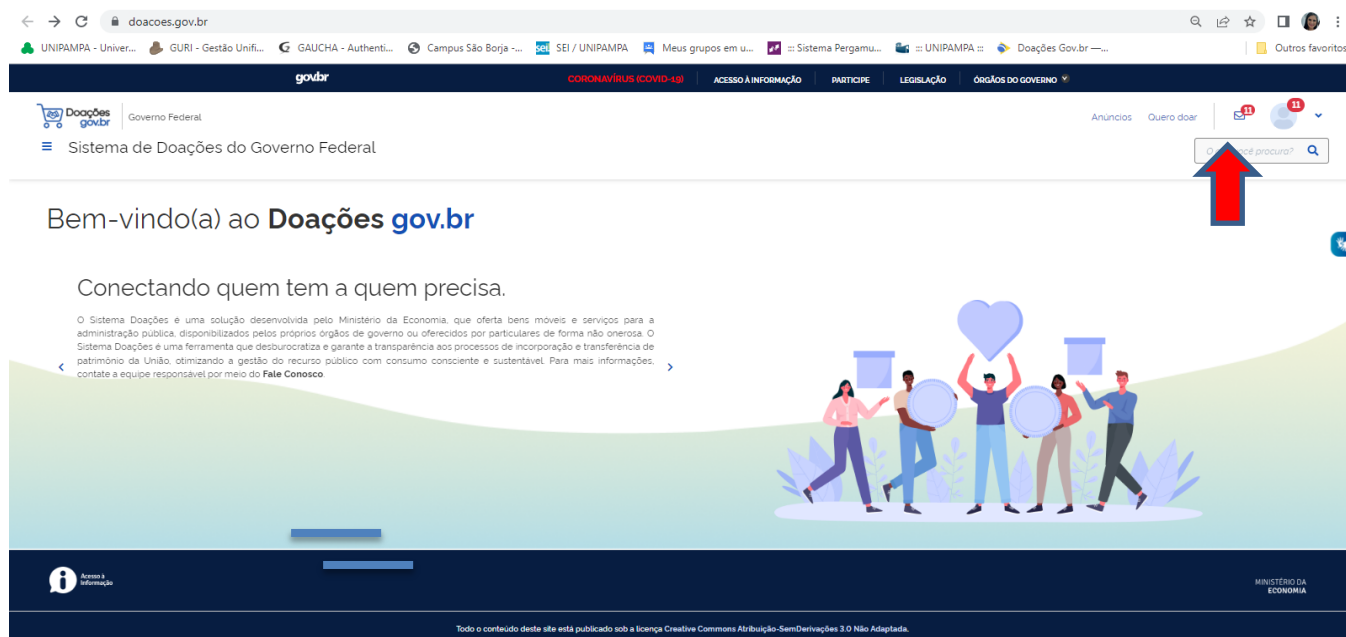 doacoes.gov.br
UNIPAMPA - Univer... GURI - Gestão Unifi... GAUCHA - Authenti... Campus São Borja -... sei SEI / UNIPAMPA Meus grupos em u... ::: Sistema Pergamu... ::: UNIPAMPA ::: Doações Gov.br —... Outros favoritos
gov.br CORONAVÍRUS (COVID-19) ACESSO À INFORMAÇÃO PARTICIPE LEGISLAÇÃO ÓRGÃOS DO GOVERNO
Doações gov.br Governo Federal Anúncios Quero doar 11 11
Sistema de Doações do Governo Federal O procura?
Bem-vindo(a) ao Doações gov.br
Conectando quem tem a quem precisa.
O Sistema Doações é uma solução desenvolvida pelo Ministério da Economia, que oferta bens móveis e serviços para a
administração pública, disponibilizados pelos próprios órgãos de governo ou oferecidos por particulares de forma não onerosa. O
Sistema Doações é uma ferramenta que desburocratiza e garante a transparência aos processos de incorporação e transferência de
patrimônio da União, otimizando a gestão do recurso público com consumo consciente e sustentável. Para mais informações,
contate a equipe responsável por meio do Fale Conosco.
Acesso à
Informação
MINISTÉRIO DA
ECONOMIA
Todo o conteúdo deste site está publicado sob a licença Creative Commons Atribuição-SemDerivações 3.0 Não Adaptada.